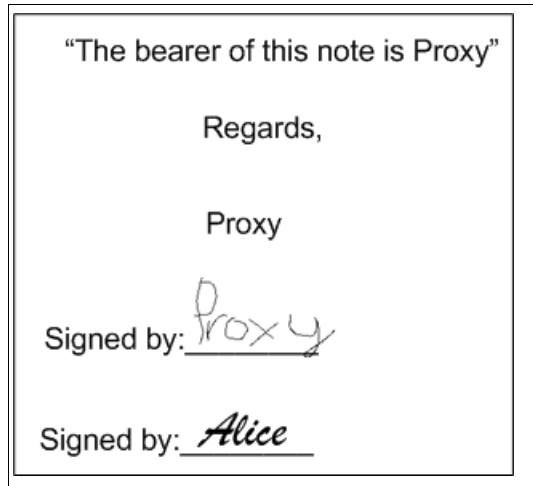 “The bearer of this note is Proxy”
Regards,
Proxy
Signed by: Proxy
Signed by: Alice